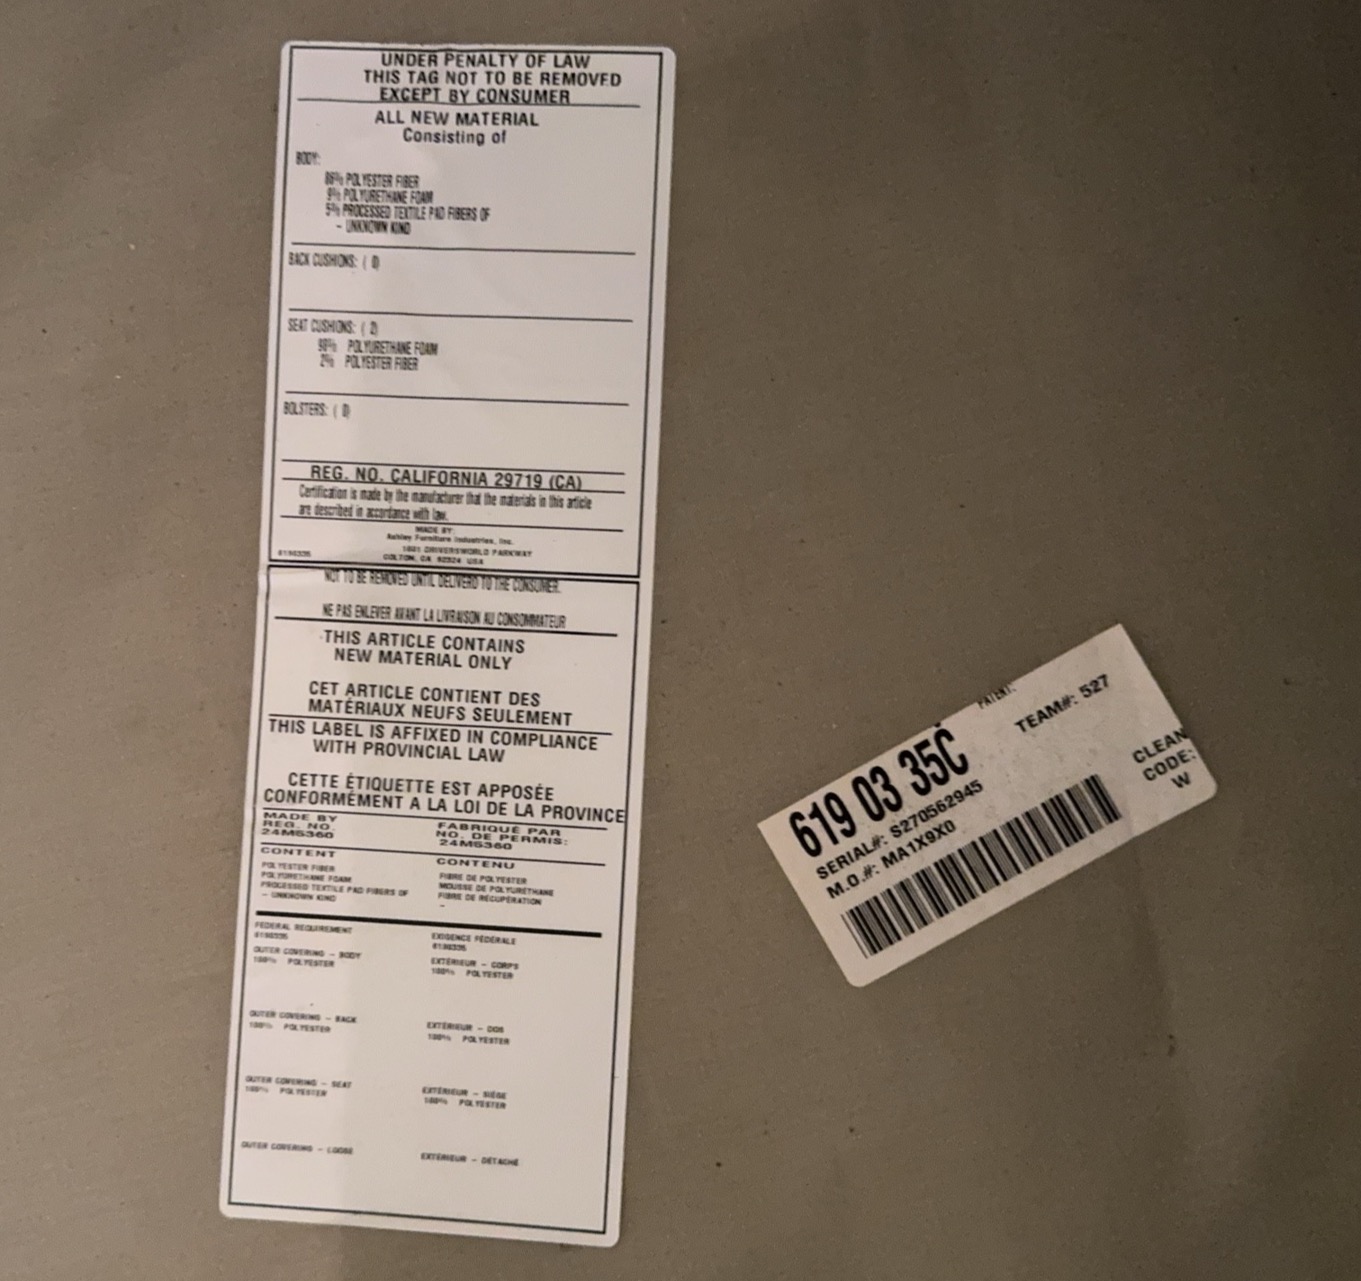 UNDER PENALTY OF LAW
THIS TAG NOT TO BE REMOVED
EXCEPT BY CONSUMER
ALL NEW MATERIAL
Consisting of
BODY:
86% POLYESTER FIBER
9% POLYURETHANE FOAM
5% PROCESSED TEXTILE PAD FIBERS OF
- UNKNOWN KIND
BACK CUSHIONS: ( 0)
SEAT CUSHIONS: ( 2)
98% POLYURETHANE FOAM
2% POLYESTER FIBER
BOLSTERS: ( 0)
REG. NO. CALIFORNIA 29719 (CA)
Certification is made by the manufacturer that the materials in this article
are described in accordance with law.
MADE BY:
Ashley Furniture Industries, Inc.
1601 DRIVERSWORLD PARKWAY
6190335 COLTON, CA 92324 USA
NOT TO BE REMOVED UNTIL DELIVERD TO THE CONSUMER.
NE PAS ENLEVER AVANT LA LIVRAISON AU CONSOMMATEUR
THIS ARTICLE CONTAINS
NEW MATERIAL ONLY
CET ARTICLE CONTIENT DES
MATÉRIAUX NEUFS SEULEMENT
THIS LABEL IS AFFIXED IN COMPLIANCE
WITH PROVINCIAL LAW
CETTE ÉTIQUETTE EST APPOSÉE
CONFORMÉMENT A LA LOI DE LA PROVINCE
MADE BY
REG. NO.
24M5360
FABRIQUÉ PAR
NO. DE PERMIS:
24M5360
CONTENT
POLYESTER FIBER
POLYURETHANE FOAM
PROCESSED TEXTILE PAD FIBERS OF
- UNKNOWN KIND
CONTENU
FIBRE DE POLYESTER
MOUSSE DE POLYURÉTHANE
FIBRE DE RÉCUPÉRATION
-
FEDERAL REQUIREMENT
6190335
OUTER COVERING - BODY
100% POLYESTER
EXIGENCE FÉDÉRALE
6190335
EXTÉRIEUR - CORPS
100% POLYESTER
OUTER COVERING - BACK
100% POLYESTER
EXTÉRIEUR - DOS
100% POLYESTER
OUTER COVERING - SEAT
100% POLYESTER
EXTÉRIEUR - SIÈGE
100% POLYESTER
OUTER COVERING - LOOSE
EXTÉRIEUR - DÉTACHÉ
PATENT:
619 03 35C
TEAM#: 527
SERIAL#: S270562945
M.O.#: MA1X9X0
CLEAN
CODE:
W